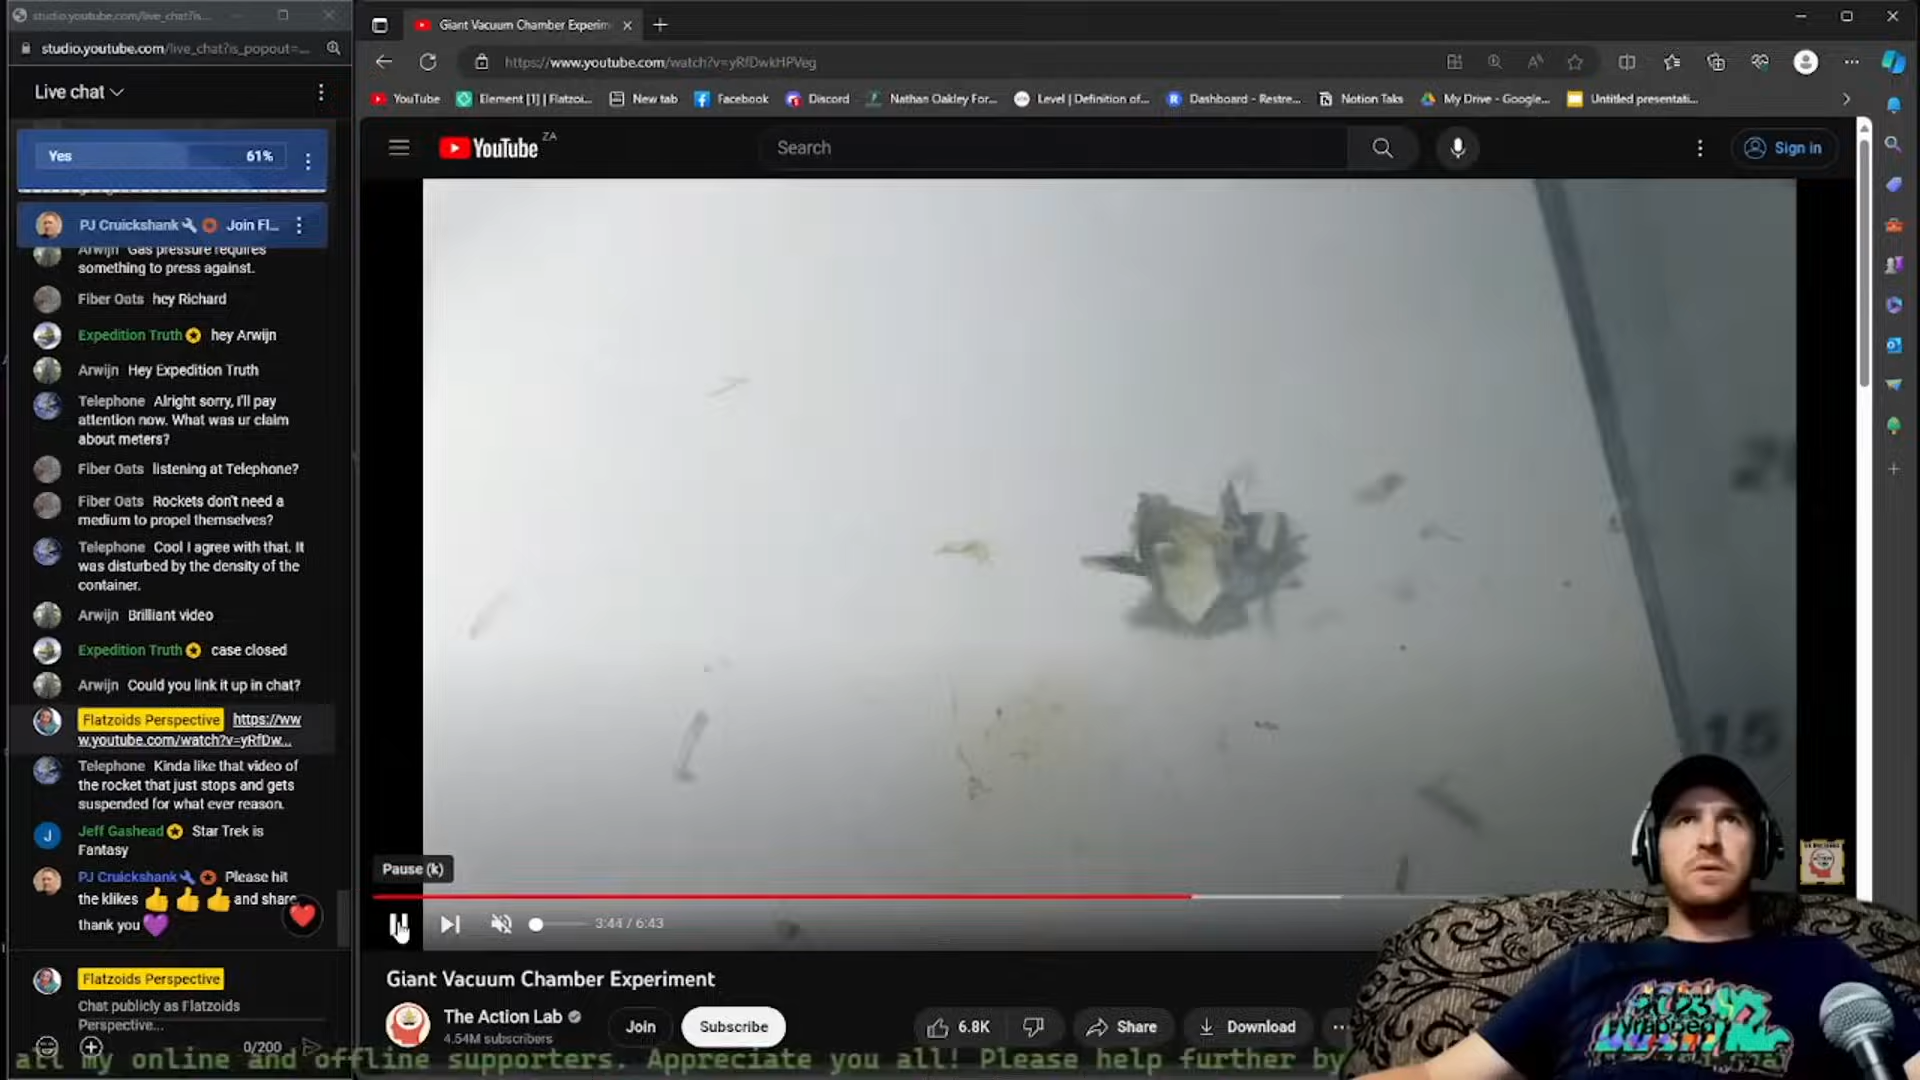 studio.youtube.com/live_chat?is...
studio.youtube.com/live_chat?is_popout=...
Live chat
Yes 61%
PJ Cruickshank Join Fl...
Arwijn Gas pressure requires
something to press against.
Fiber Oats hey Richard
Expedition Truth hey Arwijn
Arwijn Hey Expedition Truth
Telephone Alright sorry, I'll pay
attention now. What was ur claim
about meters?
Fiber Oats listening at Telephone?
Fiber Oats Rockets don't need a
medium to propel themselves?
Telephone Cool I agree with that. It
was disturbed by the density of the
container.
Arwijn Brilliant video
Expedition Truth case closed
Arwijn Could you link it up in chat?
Flatzoids Perspective https://ww
w.youtube.com/watch?v=yRfDw...
Telephone Kinda like that video of
the rocket that just stops and gets
suspended for what ever reason.
J
Jeff Gashead Star Trek is
Fantasy
PJ Cruickshank Please hit
the klikes 👍👍👍 and share
thank you 💜
Flatzoids Perspective
Chat publicly as Flatzoids
Perspective...
0/200
Giant Vacuum Chamber Experim
https://www.youtube.com/watch?v=yRfDwkHPVeg
YouTube Element [1] | Flatzoi... New tab Facebook Discord Nathan Oakley For... Level | Definition of... Dashboard - Restre... Notion Taks My Drive - Google... Untitled presentati...
YouTube ZA
Search
Sign in
15
Pause (k)
3:44 / 6:43
Giant Vacuum Chamber Experiment
The Action Lab
4.54M subscribers
Join
Subscribe
6.8K
Share
Download
all my online and offline supporters. Appreciate you all! Please help further by